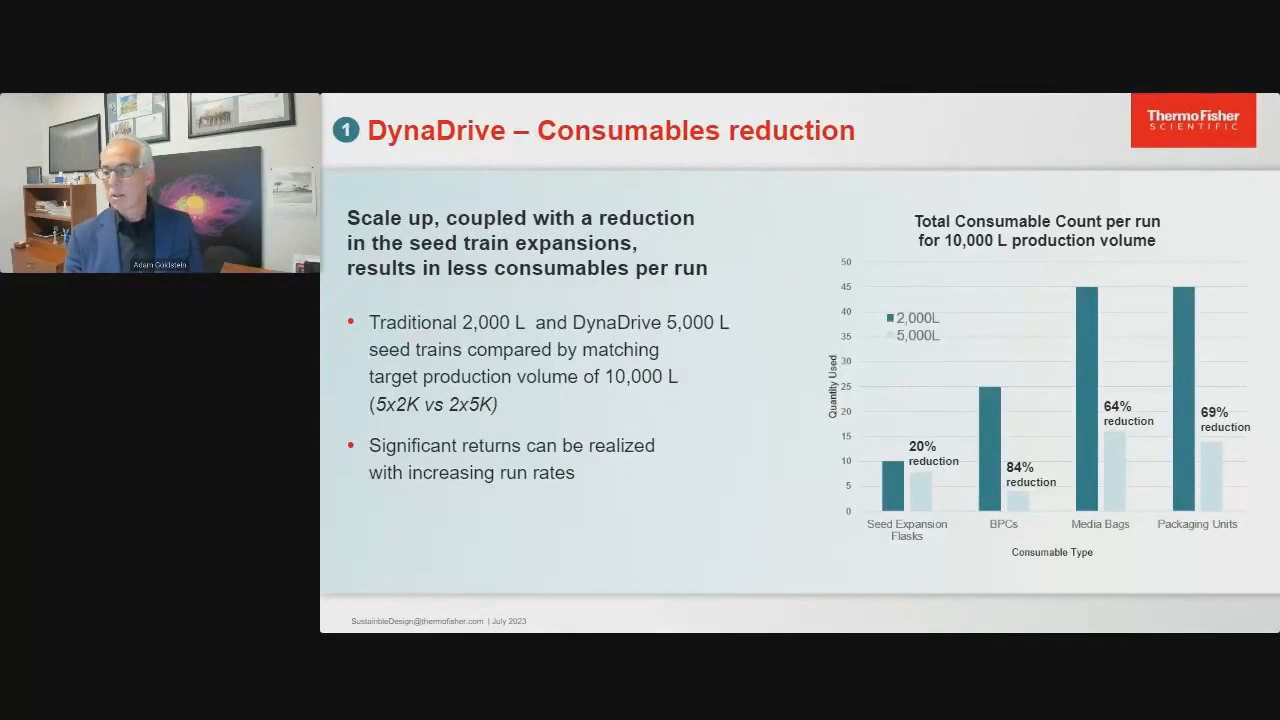 Adam Goldstein
1 DynaDrive – Consumables reduction
ThermoFisher
SCIENTIFIC
Scale up, coupled with a reduction
in the seed train expansions,
results in less consumables per run
• Traditional 2,000 L and DynaDrive 5,000 L
seed trains compared by matching
target production volume of 10,000 L
(5x2K vs 2x5K)
• Significant returns can be realized
with increasing run rates
Total Consumable Count per run
for 10,000 L production volume
Quantity Used
50
45
40
35
30
25
20
15
10
5
0
2,000L
5,000L
20%
reduction
84%
reduction
64%
reduction
69%
reduction
Seed Expansion
Flasks
BPCs
Media Bags
Packaging Units
Consumable Type
SustainbleDesign@thermofisher.com | July 2023